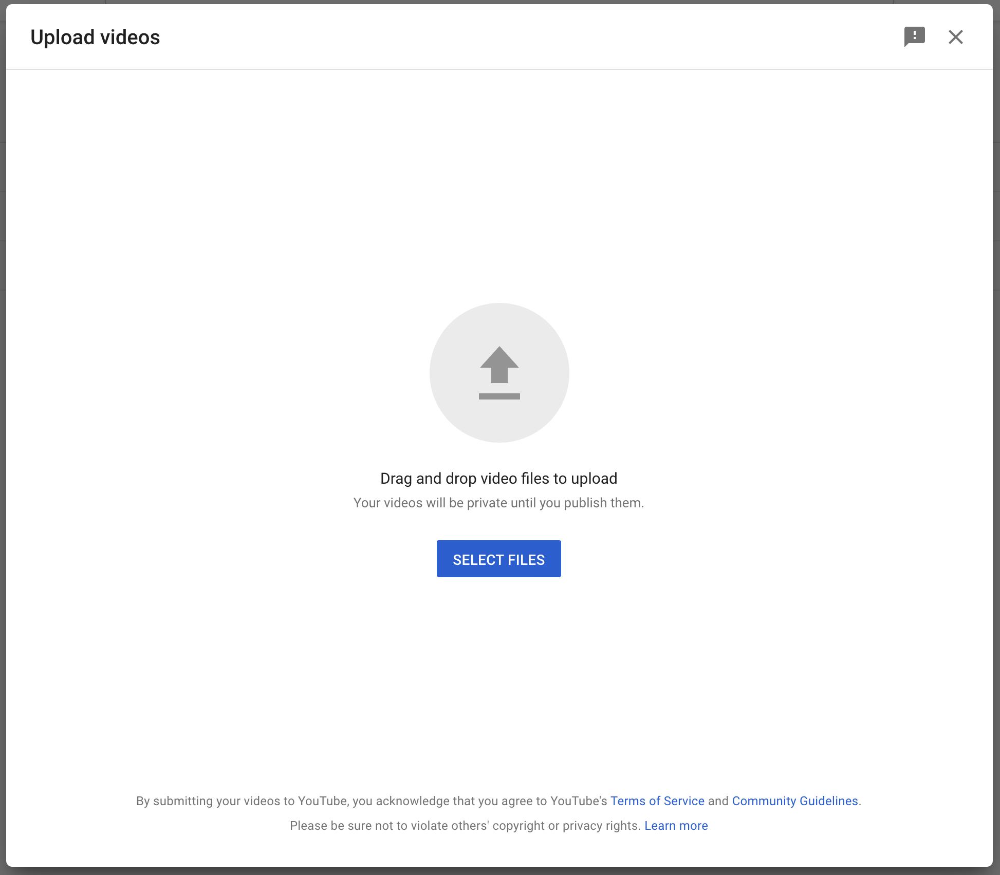 Upload videos
Drag and drop video files to upload
Your videos will be private until you publish them.
SELECT FILES
By submitting your videos to YouTube, you acknowledge that you agree to YouTube's Terms of Service and Community Guidelines.
Please be sure not to violate others' copyright or privacy rights. Learn more